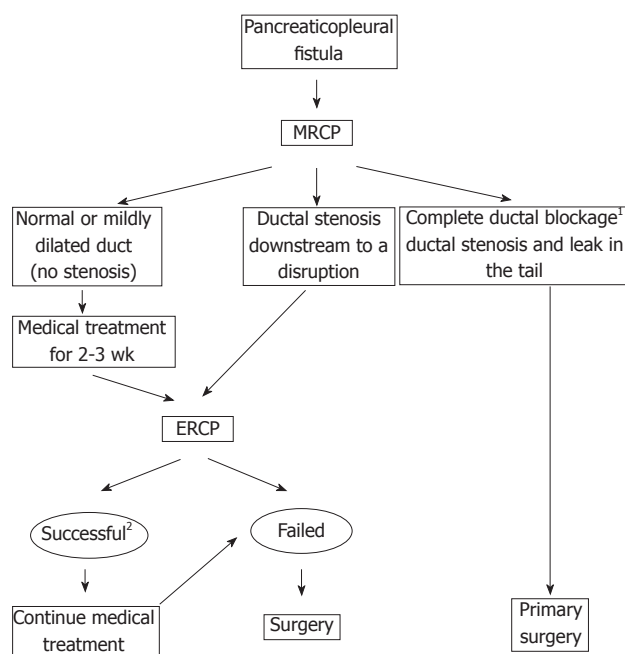 Pancreaticopleural
fistula
MRCP
Normal or mildly
dilated duct
(no stenosis)
Ductal stenosis
downstream to a
disruption
Complete ductal blockage¹
ductal stenosis and leak in
the tail
Medical treatment
for 2-3 wk
ERCP
Successful²
Failed
Continue medical
treatment
Surgery
Primary
surgery